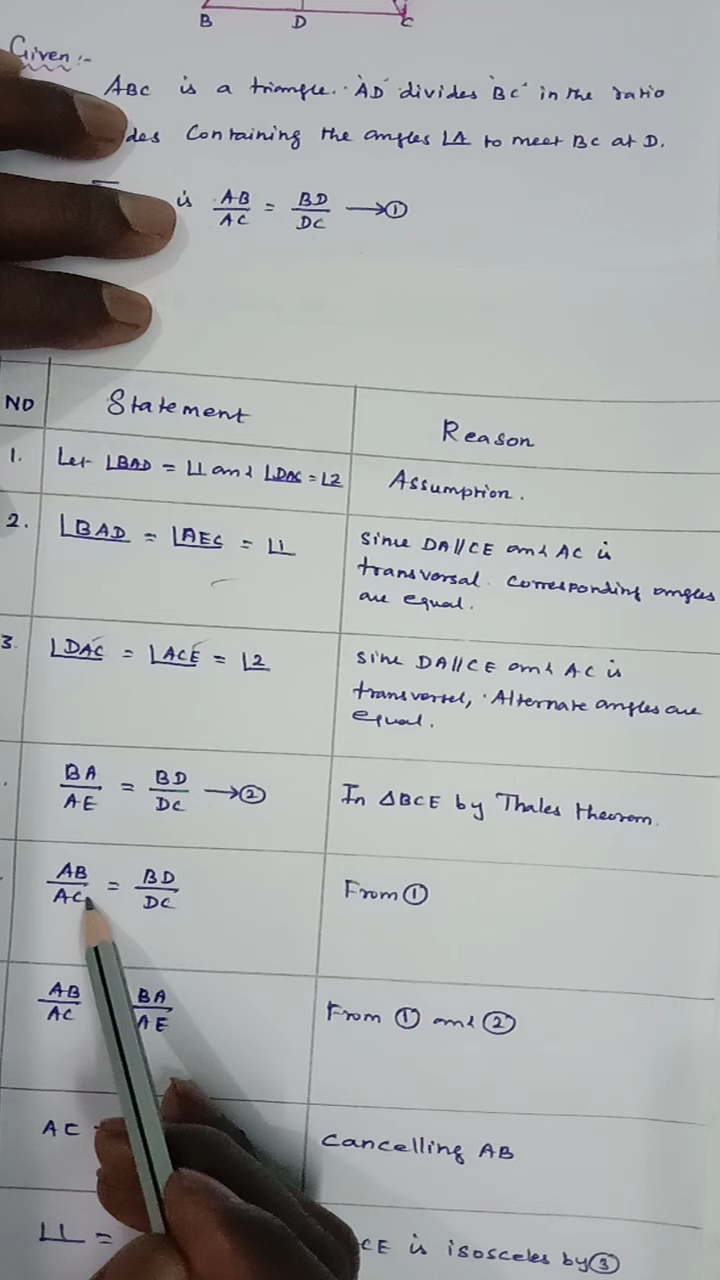 B D C
Given :-
ABC is a triangle. AD divides BC in the ratio
Containing the angles ∠A to meet BC at D.
is AB/AC = BD/DC → ①
NO Statement Reason
1. Let ∠BAD = ∠1 and ∠DAC = ∠2 Assumption.
2. ∠BAD = ∠AEC = ∠1 since DA//CE and AC is
transversal. Corresponding angles
are equal.
3. ∠DAC = ∠ACE = ∠2 Sine DA//CE and AC is
transversel, Alternate angles are
equal.
BA/AE = BD/DC → ② In ΔBCE by Thales theorom.
AB/AC = BD/DC From ①
AB/AC BA/AE From ① and ②
AC Cancelling AB
∠1 = CE is isosceles by ③